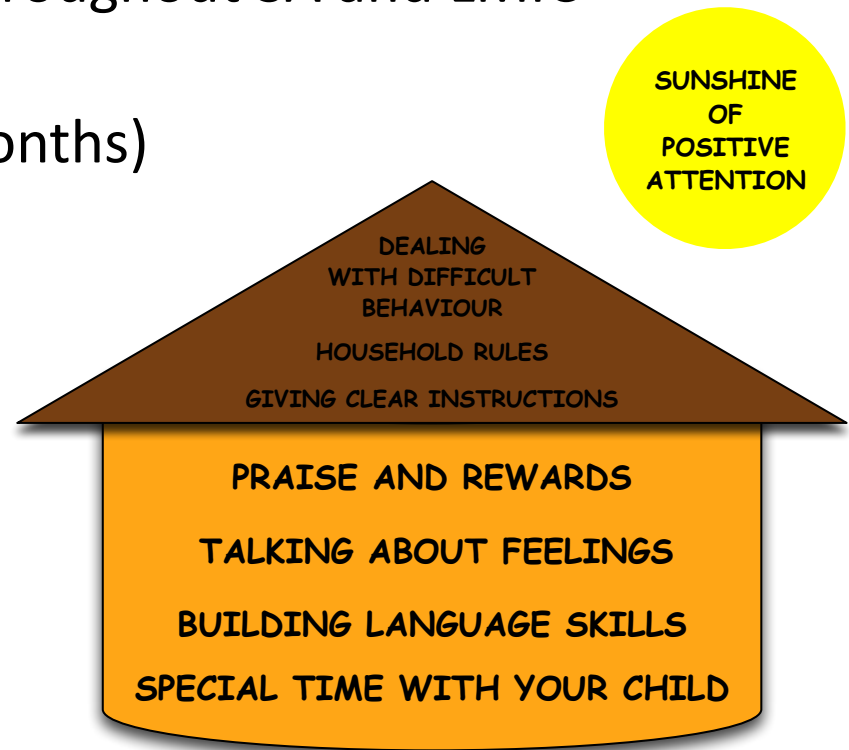 onths)
SUNSHINE
OF
POSITIVE
ATTENTION
DEALING
WITH DIFFICULT
BEHAVIOUR
HOUSEHOLD RULES
GIVING CLEAR INSTRUCTIONS
PRAISE AND REWARDS
TALKING ABOUT FEELINGS
BUILDING LANGUAGE SKILLS
SPECIAL TIME WITH YOUR CHILD